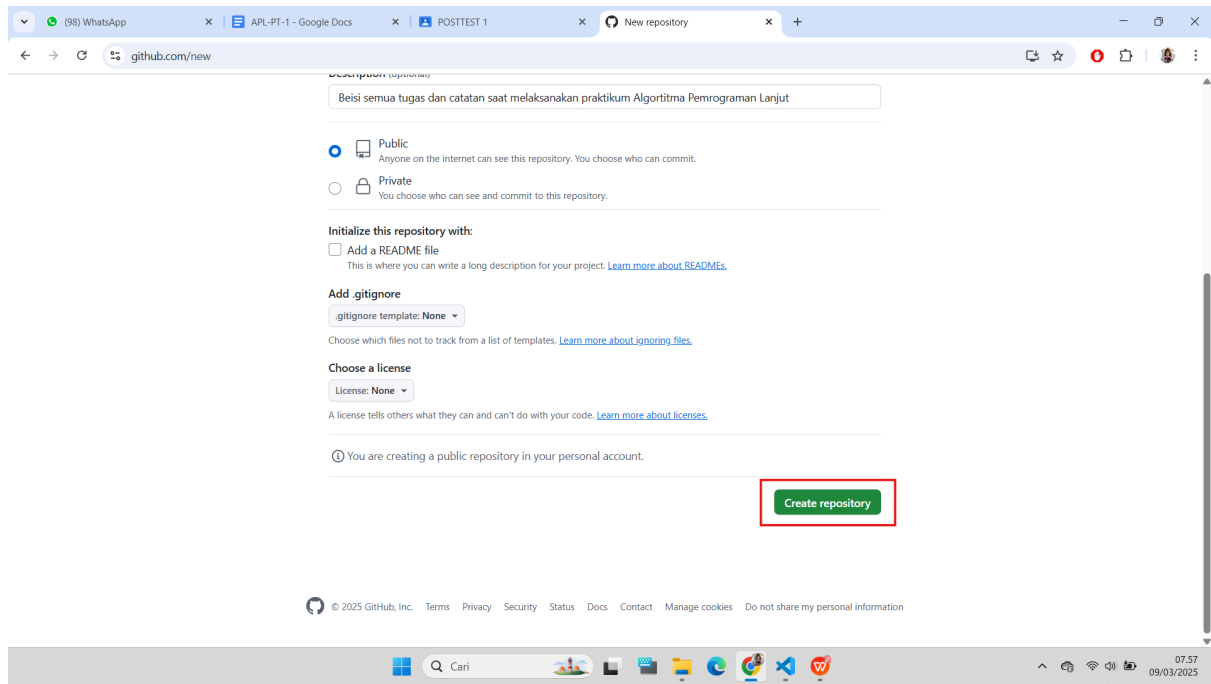 (98) WhatsApp
APL-PT-1 - Google Docs
POSTTEST 1
New repository
github.com/new
Description (optional)
Beisi semua tugas dan catatan saat melaksanakan praktikum Algortitma Pemrograman Lanjut
Public
Anyone on the internet can see this repository. You choose who can commit.
Private
You choose who can see and commit to this repository.
Initialize this repository with:
Add a README file
This is where you can write a long description for your project. Learn more about READMEs.
Add .gitignore
.gitignore template: None
Choose which files not to track from a list of templates. Learn more about ignoring files.
Choose a license
License: None
A license tells others what they can and can't do with your code. Learn more about licenses.
You are creating a public repository in your personal account.
Create repository
© 2025 GitHub, Inc. Terms Privacy Security Status Docs Contact Manage cookies Do not share my personal information
Cari
07.57
09/03/2025